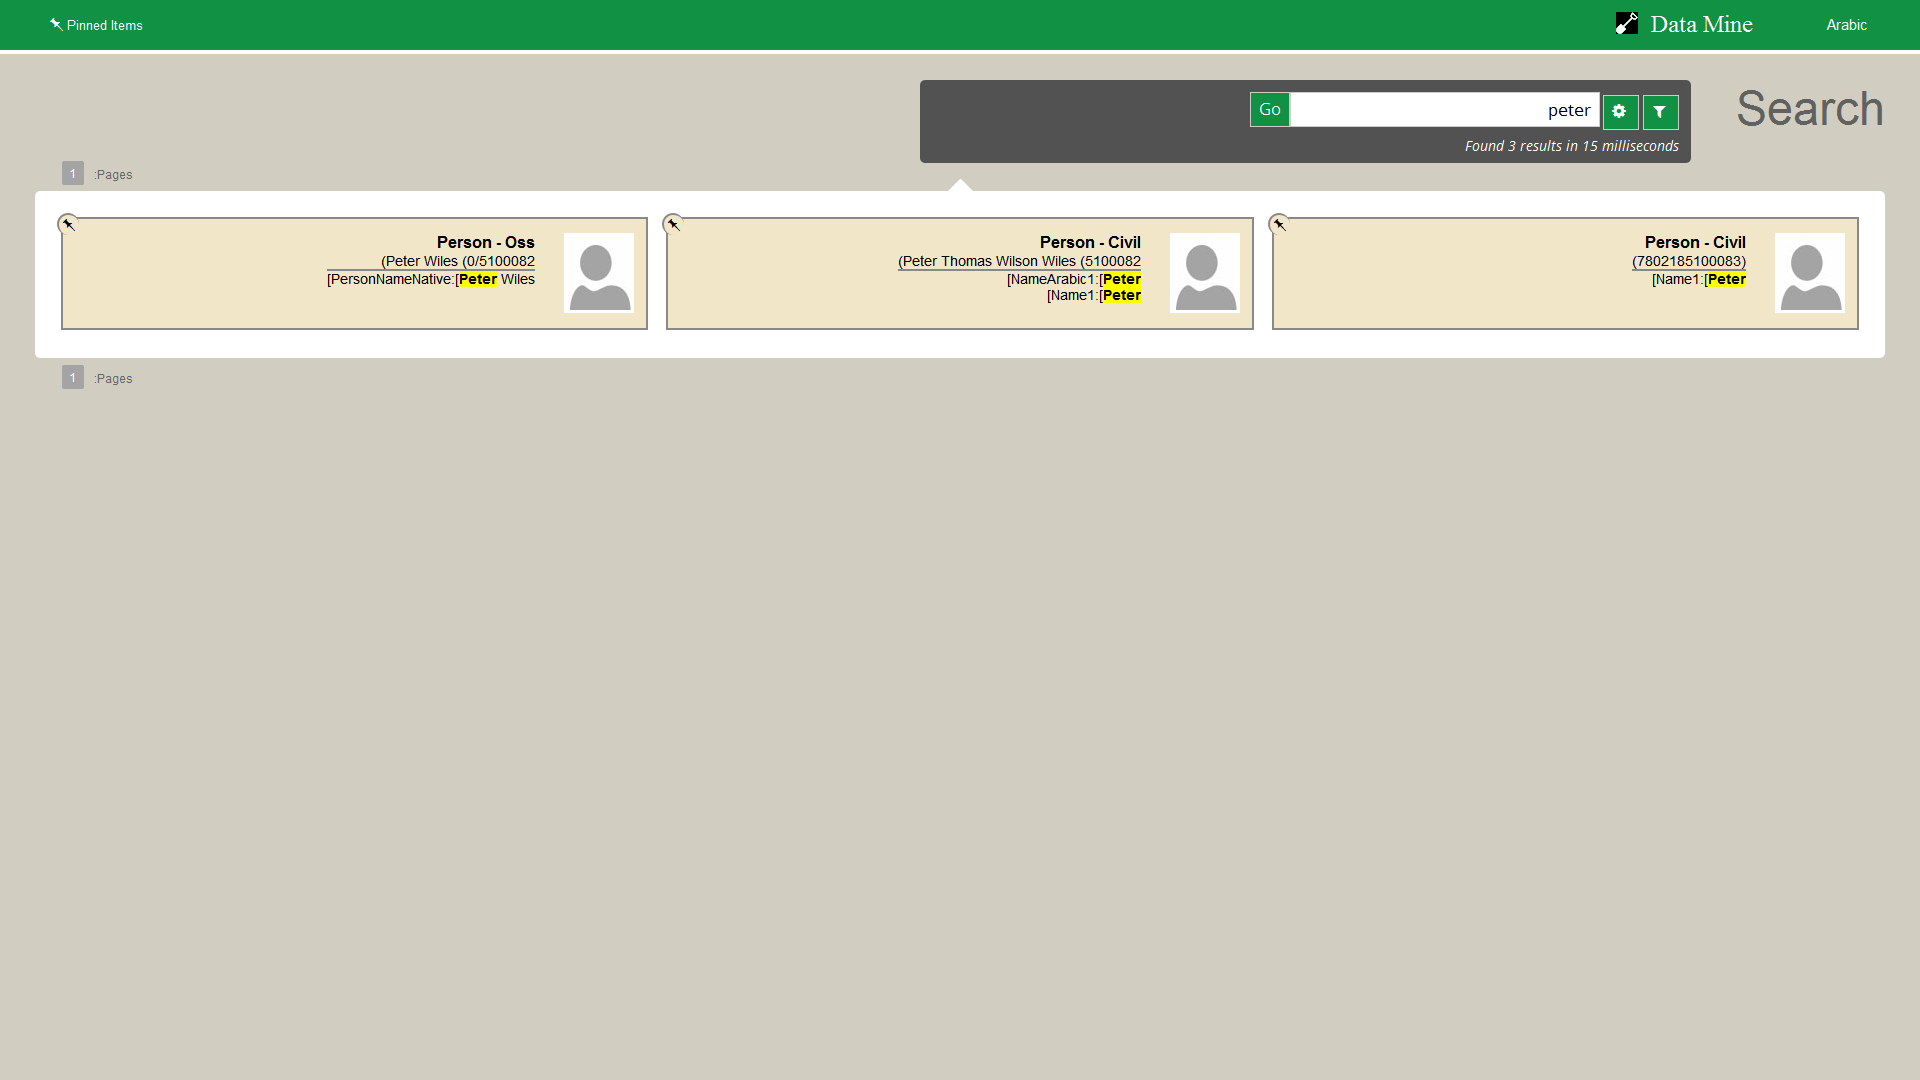 Pinned Items
Data Mine
Arabic
Search
Go
peter
Found 3 results in 15 milliseconds
1 :Pages
Person - Oss
(Peter Wiles (0/5100082
[PersonNameNative:[Peter Wiles
Person - Civil
(Peter Thomas Wilson Wiles (5100082
[NameArabic1:[Peter
[Name1:[Peter
Person - Civil
(7802185100083)
[Name1:[Peter
1 :Pages